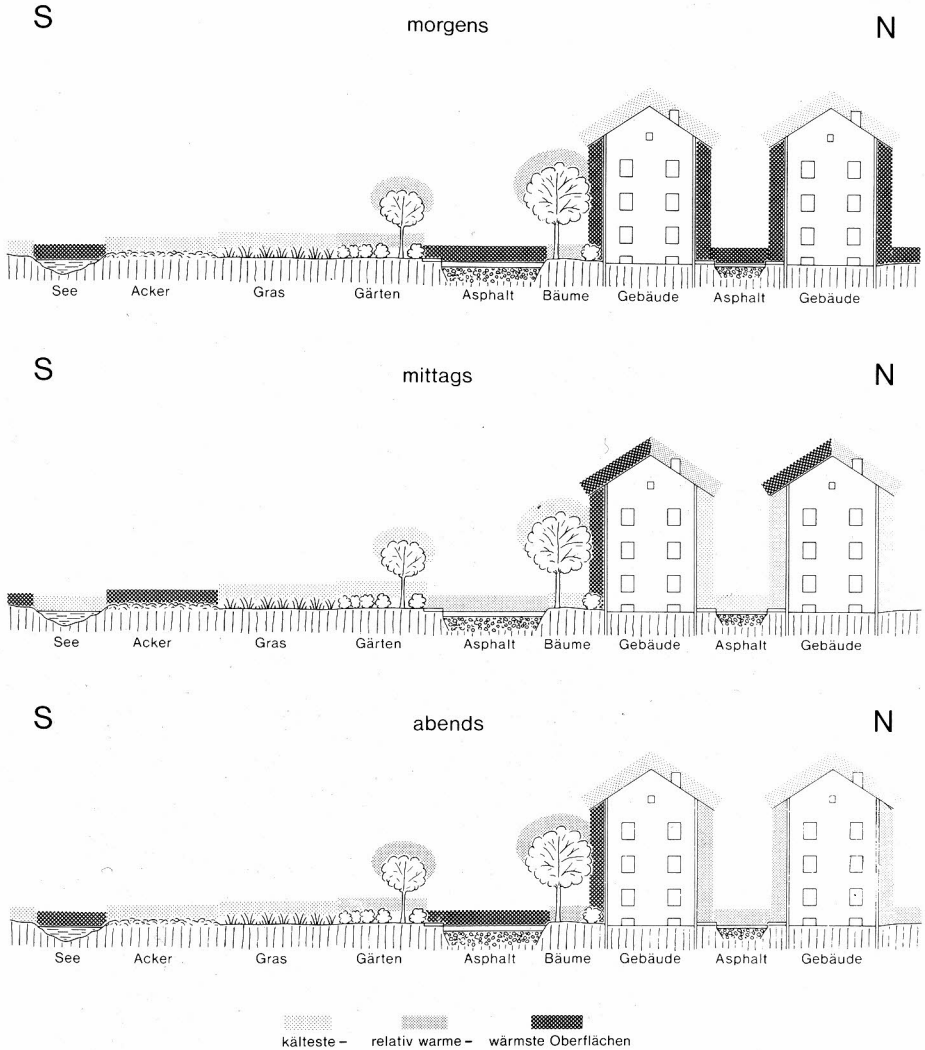 S morgens N
See Acker Gras Gärten Asphalt Bäume Gebäude Asphalt Gebäude
S mittags N
See Acker Gras Gärten Asphalt Bäume Gebäude Asphalt Gebäude
S abends N
See Acker Gras Gärten Asphalt Bäume Gebäude Asphalt Gebäude
kälteste – relativ warme – wärmste Oberflächen